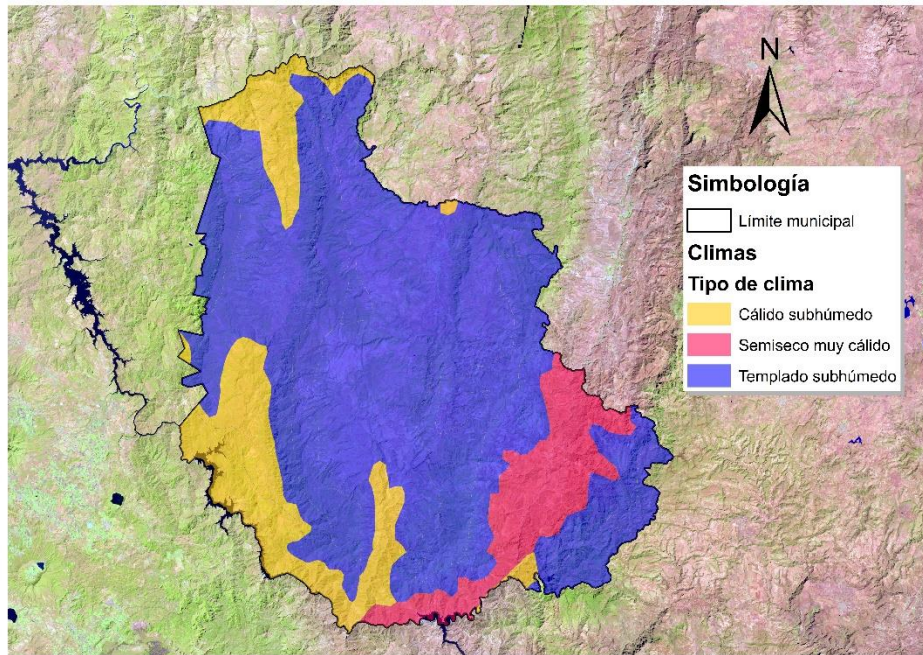 N
Simbología
Límite municipal
Climas
Tipo de clima
Cálido subhúmedo
Semiseco muy cálido
Templado subhúmedo